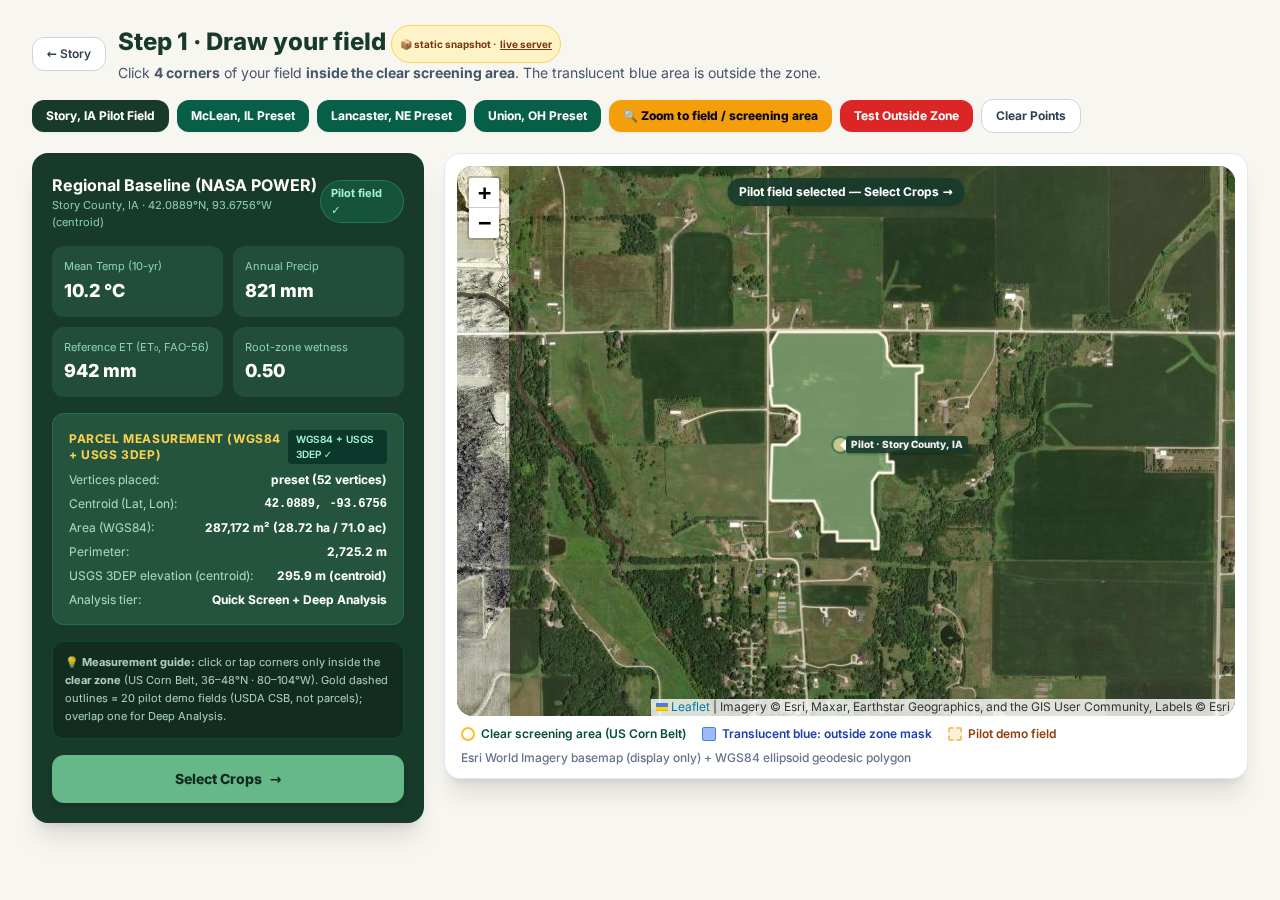 ← Story
Step 1 · Draw your field
📦 static snapshot · live server
Click 4 corners of your field inside the clear screening area. The translucent blue area is outside the zone.
Story, IA Pilot Field
McLean, IL Preset
Lancaster, NE Preset
Union, OH Preset
🔍 Zoom to field / screening area
Test Outside Zone
Clear Points
Regional Baseline (NASA POWER)
Story County, IA · 42.0889°N, 93.6756°W
(centroid)
Pilot field
✓
Mean Temp (10-yr)
10.2 °C
Annual Precip
821 mm
Reference ET (ET₀, FAO-56)
942 mm
Root-zone wetness
0.50
PARCEL MEASUREMENT (WGS84
+ USGS 3DEP)
WGS84 + USGS
3DEP ✓
Vertices placed: preset (52 vertices)
Centroid (Lat, Lon): 42.0889, -93.6756
Area (WGS84): 287,172 m² (28.72 ha / 71.0 ac)
Perimeter: 2,725.2 m
USGS 3DEP elevation (centroid): 295.9 m (centroid)
Analysis tier: Quick Screen + Deep Analysis
💡 Measurement guide: click or tap corners only inside the
clear zone (US Corn Belt, 36–48°N · 80–104°W). Gold dashed
outlines = 20 pilot demo fields (USDA CSB, not parcels);
overlap one for Deep Analysis.
Select Crops →
+
−
Pilot field selected — Select Crops →
Pilot · Story County, IA
Leaflet | Imagery © Esri, Maxar, Earthstar Geographics, and the GIS User Community, Labels © Esri
Clear screening area (US Corn Belt)
Translucent blue: outside zone mask
Pilot demo field
Esri World Imagery basemap (display only) + WGS84 ellipsoid geodesic polygon